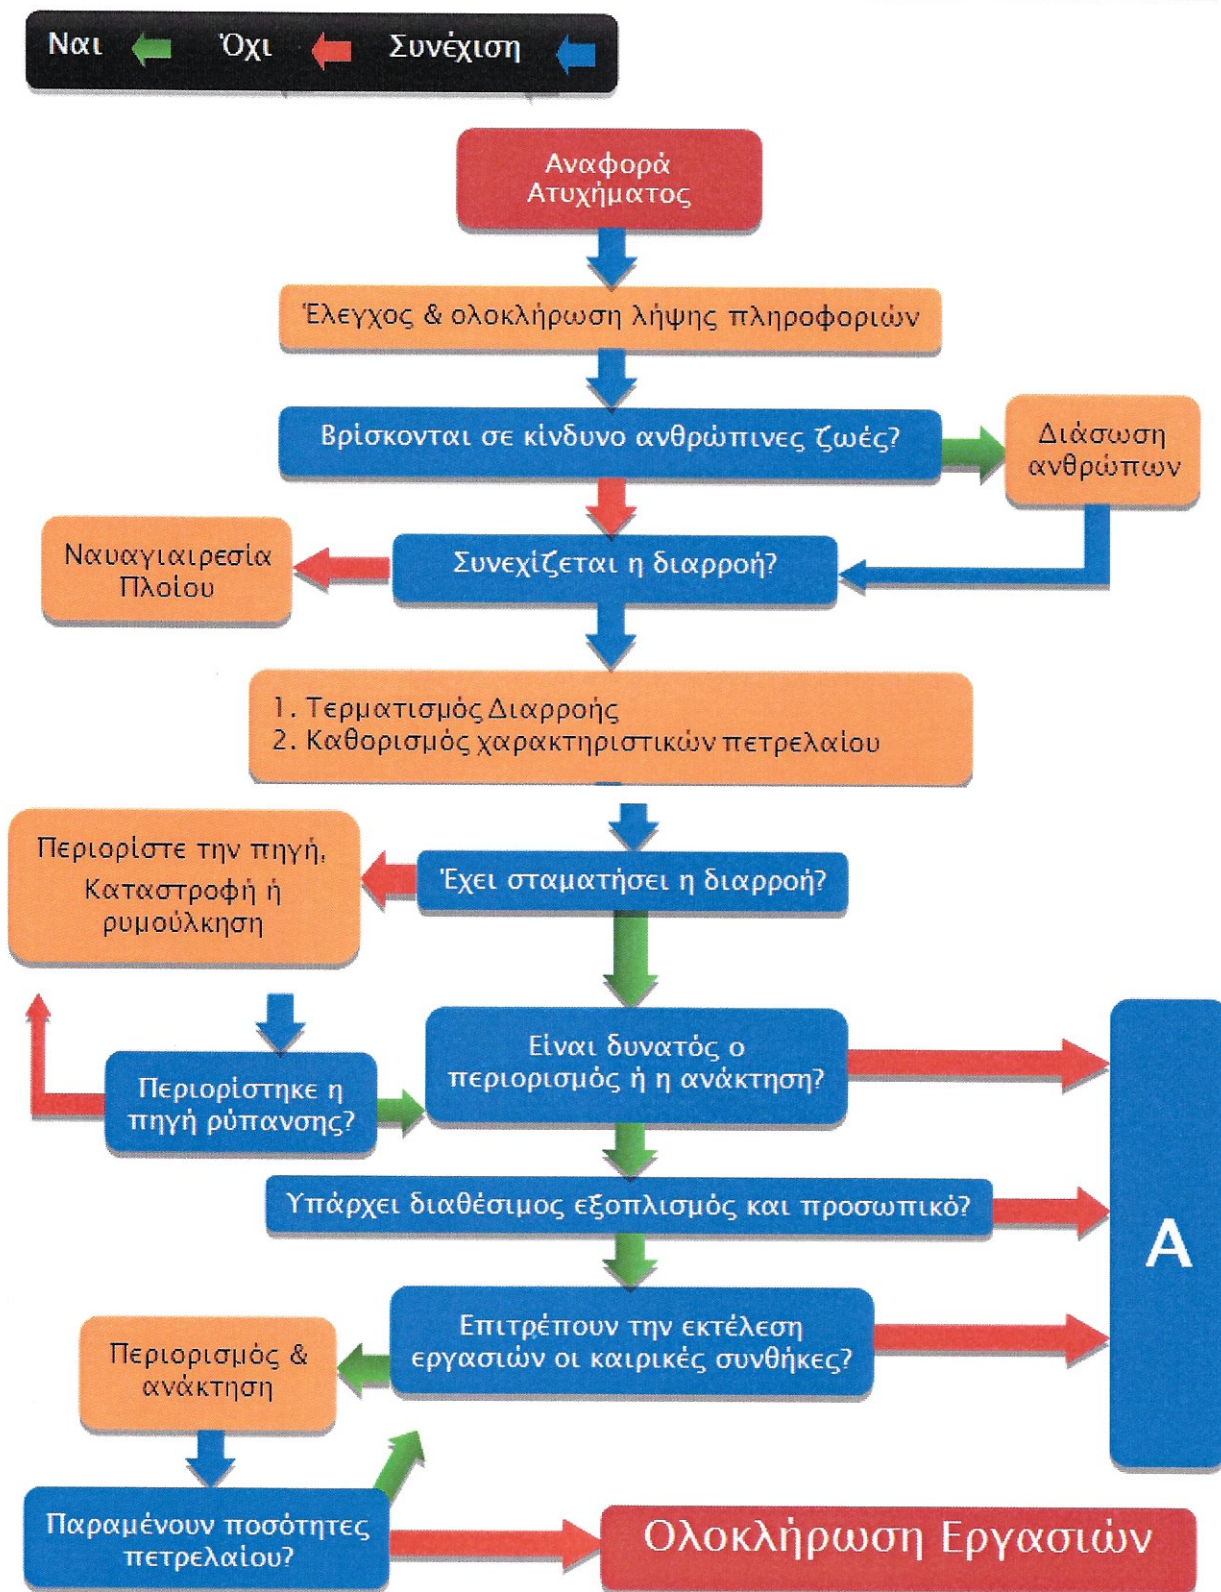 Ναι Όχι Συνέχιση
Αναφορά
Ατυχήματος
Έλεγχος & ολοκλήρωση λήψης πληροφοριών
Βρίσκονται σε κίνδυνο ανθρώπινες ζωές?
Διάσωση
ανθρώπων
Ναυαγιαιρεσία
Πλοίου
Συνεχίζεται η διαρροή?
1. Τερματισμός Διαρροής
2. Καθορισμός χαρακτηριστικών πετρελαίου
Περιορίστε την πηγή,
Καταστροφή ή
ρυμούλκηση
Έχει σταματήσει η διαρροή?
Είναι δυνατός ο
περιορισμός ή η ανάκτηση?
Περιορίστηκε η
πηγή ρύπανσης?
Υπάρχει διαθέσιμος εξοπλισμός και προσωπικό?
Α
Επιτρέπουν την εκτέλεση
εργασιών οι καιρικές συνθήκες?
Περιορισμός &
ανάκτηση
Παραμένουν ποσότητες
πετρελαίου?
Ολοκλήρωση Εργασιών